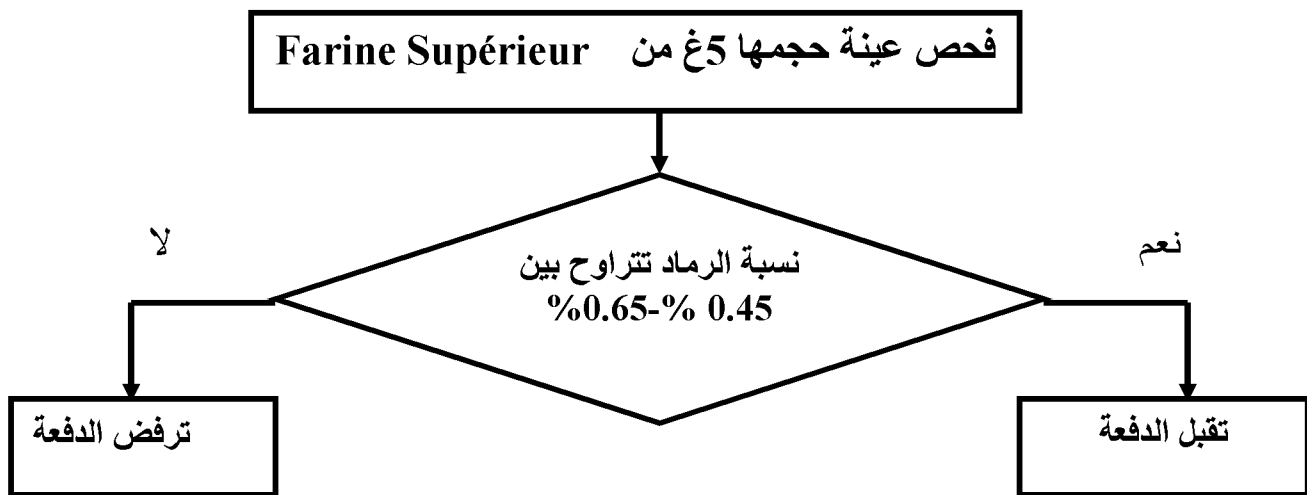 فحص عينة حجمها 5غ من Farine Supérieur
لا
نعم
نسبة الرماد تتراوح بين
0.45 %-0.65%
ترفض الدفعة
تقبل الدفعة